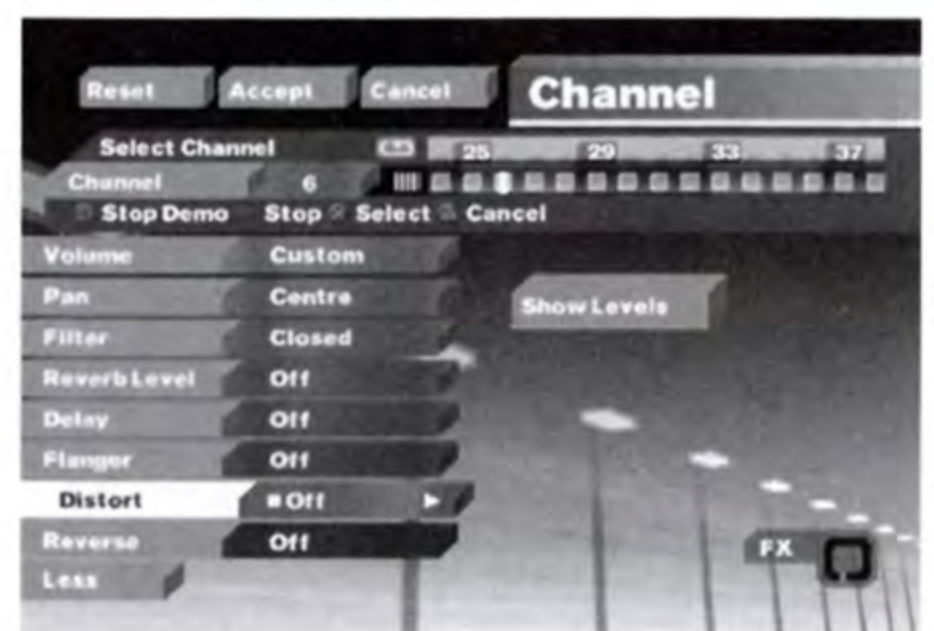 Reset Accept Cancel Channel
Select Channel 25 29 33 37
Channel 6
Stop Demo Stop Select Cancel
Volume Custom
Pan Centre
Show Levels
Filter Closed
Reverb Level Off
Delay Off
Flanger Off
Distort Off
Reverse Off
FX
Less